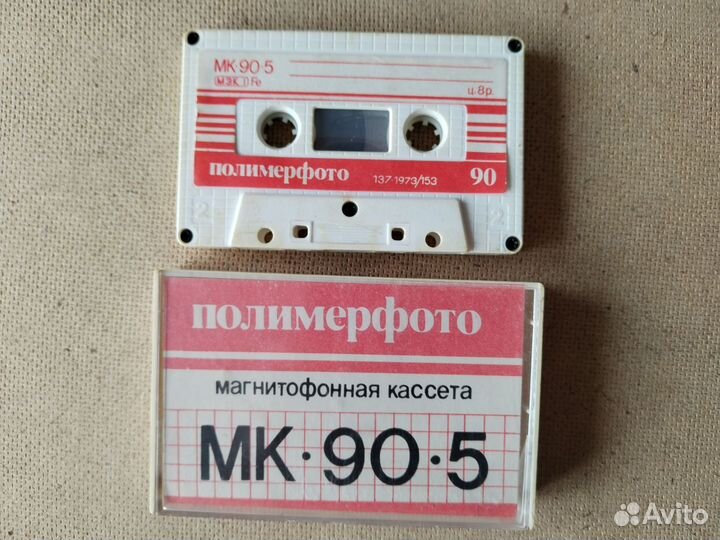 МК·90·5
МЭК I Fe
ц.8р.
полимерфото 137-1973/153 90
2 2
полимерфото
магнитофонная кассета
МК·90·5
Avito